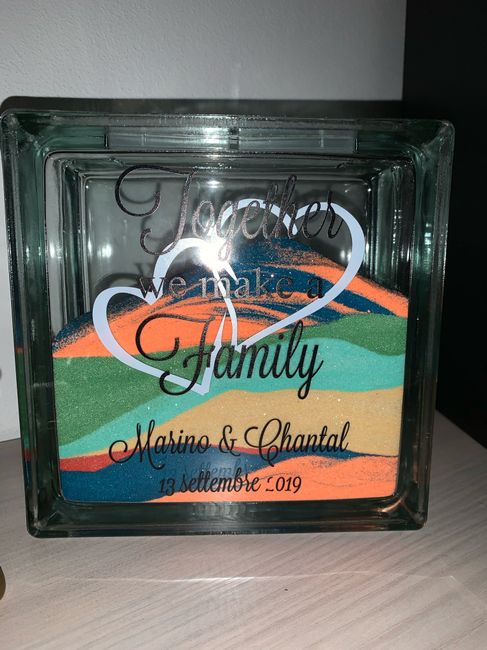 Together
we make a
Family
Marino & Chantal
13 settembre 2019